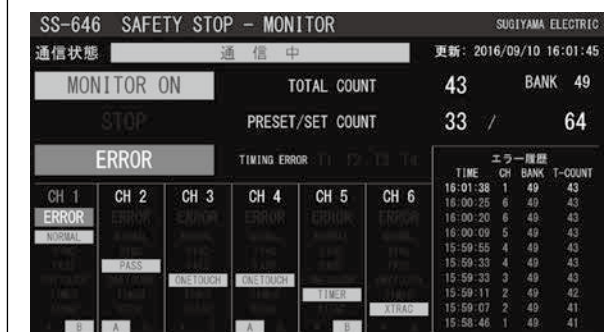 SS-646 SAFETY STOP - MONITOR SUGIYAMA ELECTRIC
通信状態 通 信 中 更新: 2016/09/10 16:01:45
MONITOR ON TOTAL COUNT 43 BANK 49
STOP PRESET/SET COUNT 33 / 64
ERROR TIMING ERROR T1 T2 T3 T4
エラー履歴
TIME CH BANK T-COUNT
16:01:38 1 49 43
16:00:25 6 49 43
16:00:20 6 49 43
16:00:09 5 49 43
15:59:55 4 49 43
15:59:33 4 49 43
15:59:33 3 49 43
15:59:11 2 49 42
15:59:07 2 49 41
15:58:46 1 49 41
CH 1 CH 2 CH 3 CH 4 CH 5 CH 6
ERROR ERROR ERROR ERROR ERROR ERROR
NORMAL
PASS
ONETOUCH ONETOUCH
TIMER
XTRAC
B A A B